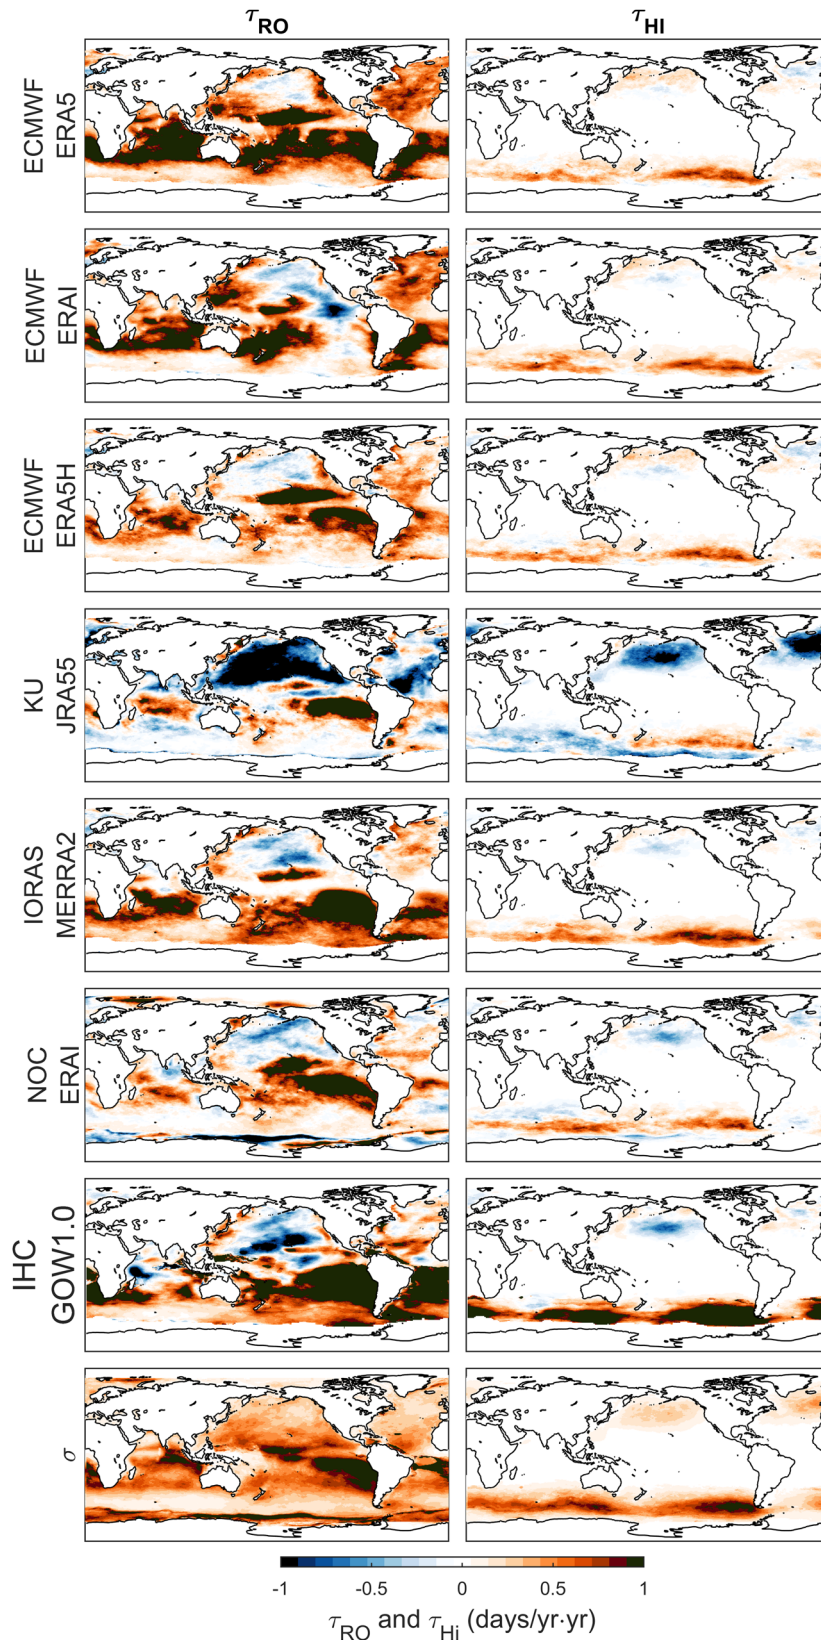 τRO τHI
ECMWF
ERA5
ECMWF
ERAI
ECMWF
ERA5H
KU
JRA55
IORAS
MERRA2
NOC
ERAI
IHC
GOW1.0
σ
-1 -0.5 0 0.5 1
τRO and τHi (days/yr·yr)